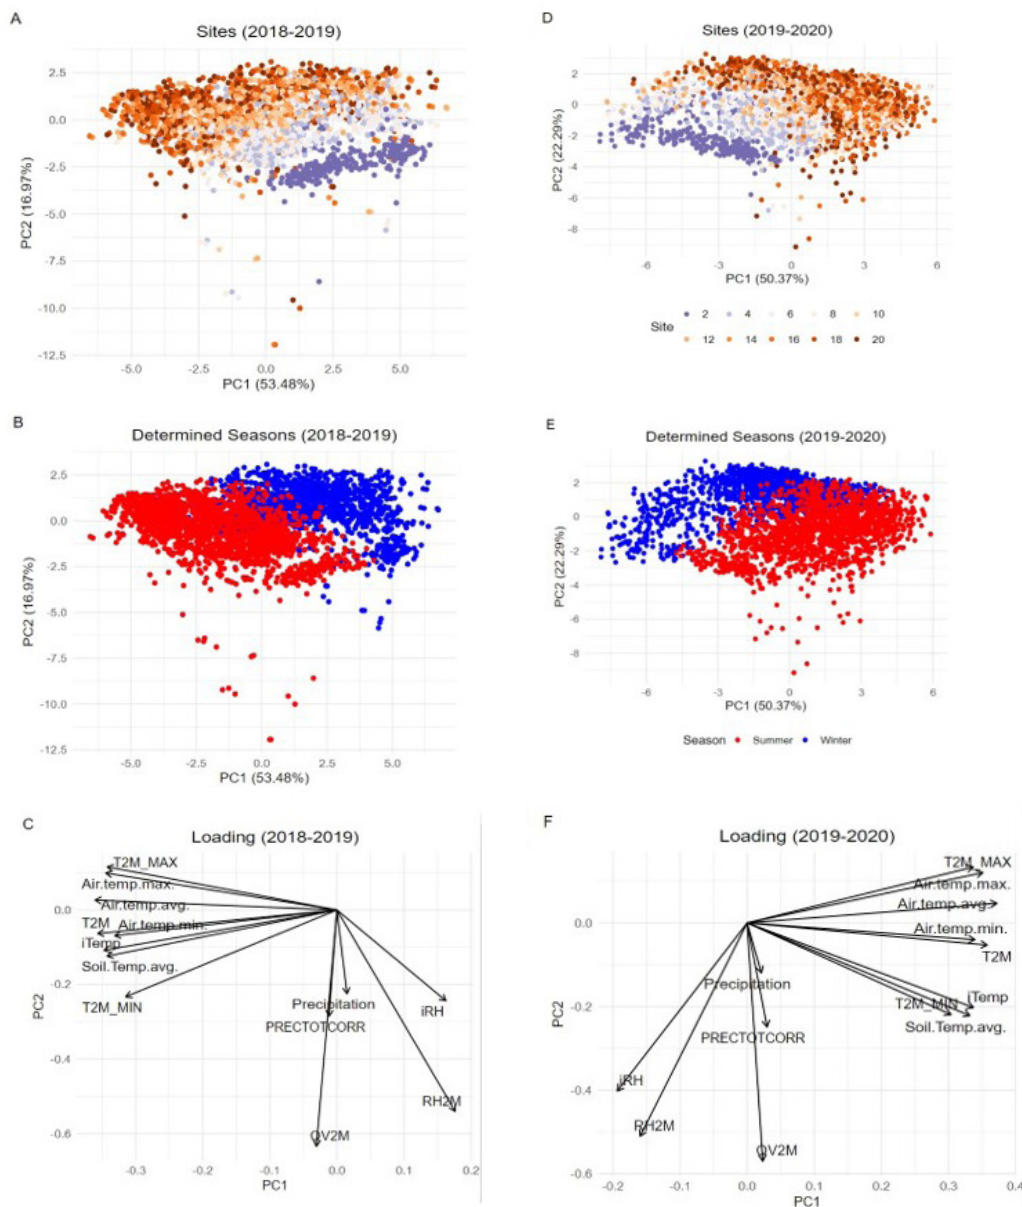 A
Sites (2018-2019)
2.5
0.0
-2.5
-5.0
-7.5
-10.0
-12.5
PC2 (16.97%)
-5.0 -2.5 0.0 2.5 5.0
PC1 (53.48%)
D
Sites (2019-2020)
2
0
-2
-4
-6
-8
PC2 (22.29%)
-6 -3 0 3 6
PC1 (50.37%)
Site
2 4 6 8 10
12 14 16 18 20
B
Determined Seasons (2018-2019)
2.5
0.0
-2.5
-5.0
-7.5
-10.0
-12.5
PC2 (16.97%)
-5.0 -2.5 0.0 2.5 5.0
PC1 (53.48%)
E
Determined Seasons (2019-2020)
2
0
-2
-4
-6
-8
PC2 (22.29%)
-6 -3 0 3 6
PC1 (50.37%)
Season Summer Winter
C
Loading (2018-2019)
T2M_MAX
Air.temp.max.
Air.temp.avg.
T2M
Air.temp.min.
iTemp
Soil.Temp.avg.
T2M_MIN
Precipitation
iRH
PRECTOTCORR
RH2M
QV2M
0.0
-0.2
-0.4
-0.6
PC2
-0.3 -0.2 -0.1 0.0 0.1 0.2
PC1
F
Loading (2019-2020)
T2M_MAX
Air.temp.max.
Air.temp.avg
Air.temp.min.
T2M
Precipitation
iTemp
T2M_MIN
Soil.Temp.avg.
PRECTOTCORR
iRH
RH2M
QV2M
0.0
-0.2
-0.4
-0.6
PC2
-0.2 -0.1 0.0 0.1 0.2 0.3 0.4
PC1